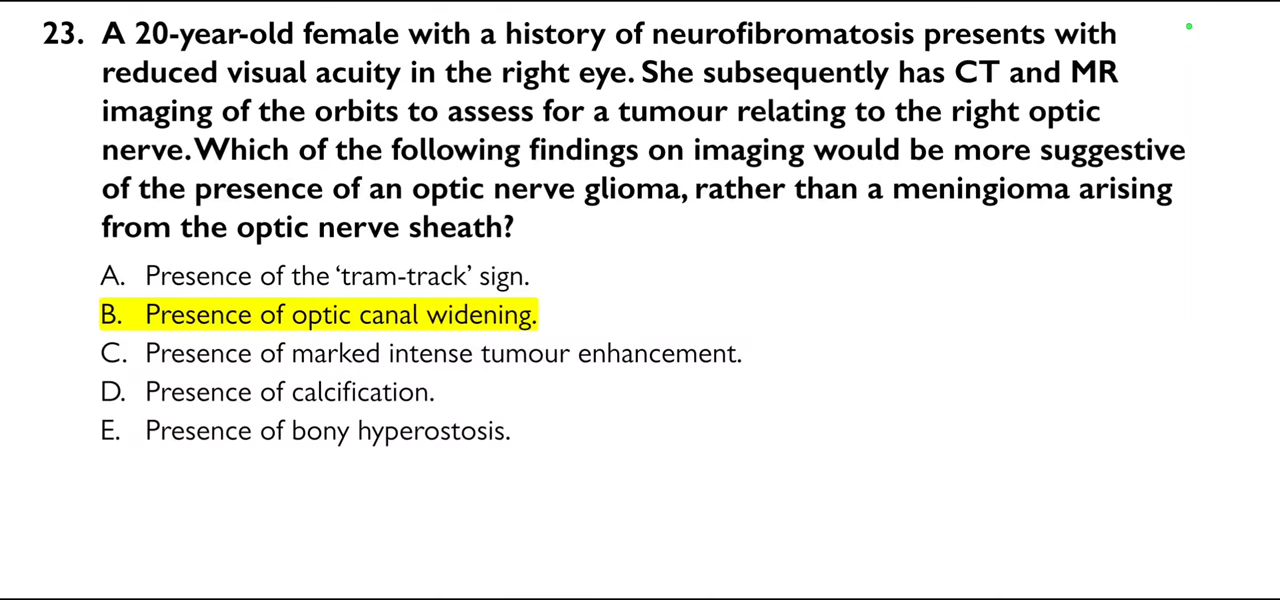 23. A 20-year-old female with a history of neurofibromatosis presents with
reduced visual acuity in the right eye. She subsequently has CT and MR
imaging of the orbits to assess for a tumour relating to the right optic
nerve. Which of the following findings on imaging would be more suggestive
of the presence of an optic nerve glioma, rather than a meningioma arising
from the optic nerve sheath?
A. Presence of the ‘tram-track’ sign.
B. Presence of optic canal widening.
C. Presence of marked intense tumour enhancement.
D. Presence of calcification.
E. Presence of bony hyperostosis.